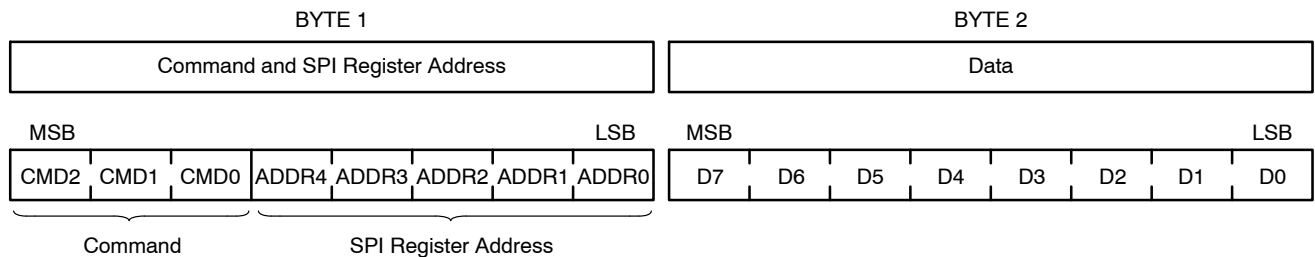 BYTE 1 BYTE 2
Command and SPI Register Address Data
MSB LSB MSB LSB
CMD2 CMD1 CMD0 ADDR4 ADDR3 ADDR2 ADDR1 ADDR0 D7 D6 D5 D4 D3 D2 D1 D0
Command SPI Register Address